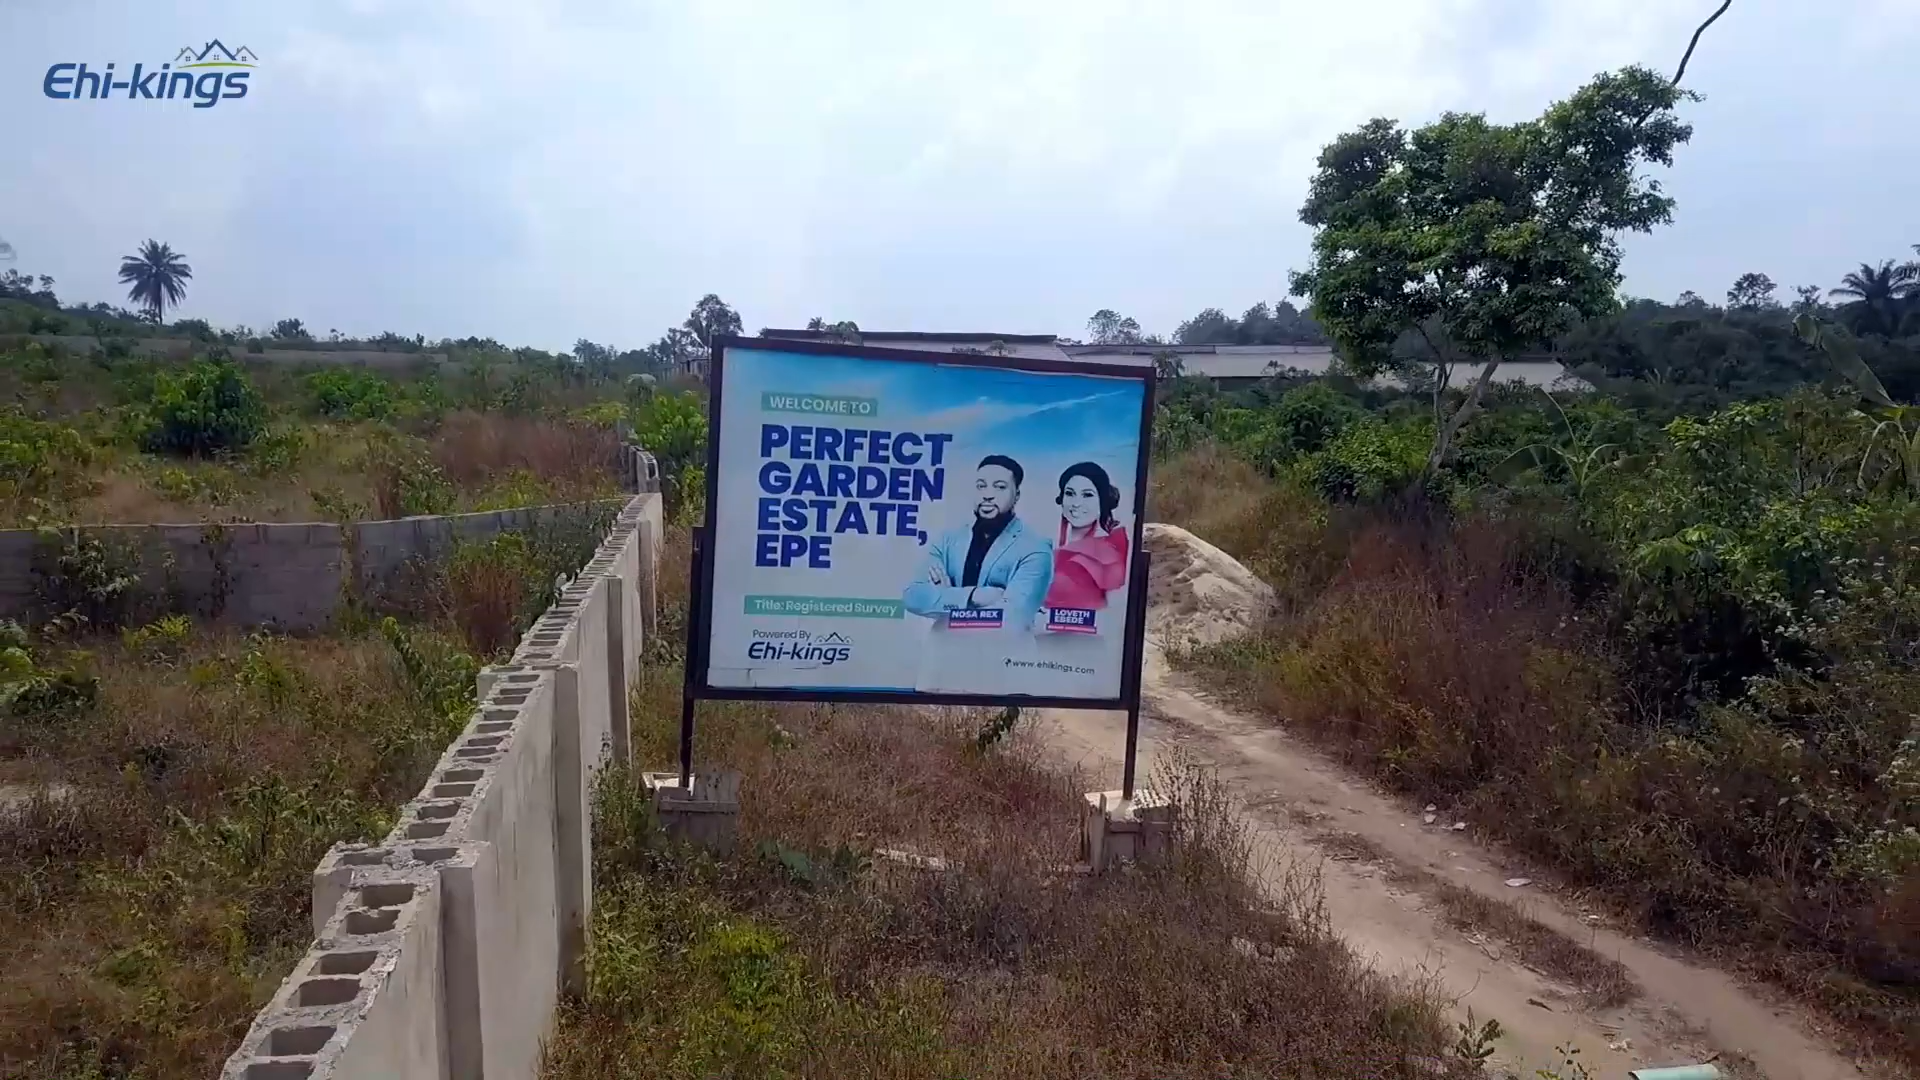 Ehi-kings
WELCOME TO
PERFECT
GARDEN
ESTATE,
EPE
Title: Registered Survey
Powered By
Ehi-kings
NOSA REX
LOVETH
EBEDE
www.ehikings.com